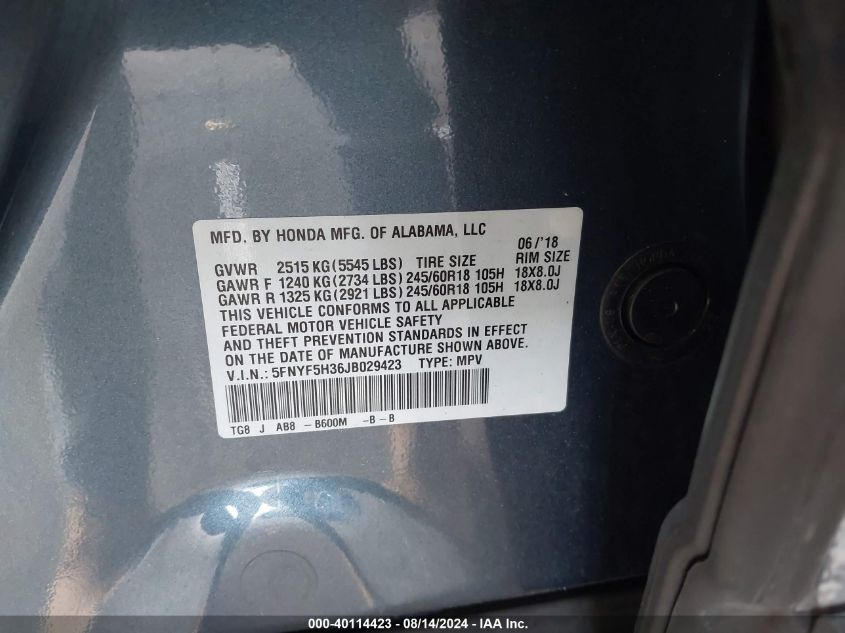 MFD. BY HONDA MFG. OF ALABAMA, LLC 06/'18
GVWR 2515 KG (5545 LBS) TIRE SIZE RIM SIZE
GAWR F 1240 KG (2734 LBS) 245/60R18 105H 18X8.0J
GAWR R 1325 KG (2921 LBS) 245/60R18 105H 18X8.0J
THIS VEHICLE CONFORMS TO ALL APPLICABLE
FEDERAL MOTOR VEHICLE SAFETY
AND THEFT PREVENTION STANDARDS IN EFFECT
ON THE DATE OF MANUFACTURE SHOWN ABOVE.
V.I.N.: 5FNYF5H36JB029423 TYPE: MPV
TG8 J AB8 - B600M - B - B
000-40114423 - 08/14/2024 - IAA Inc.